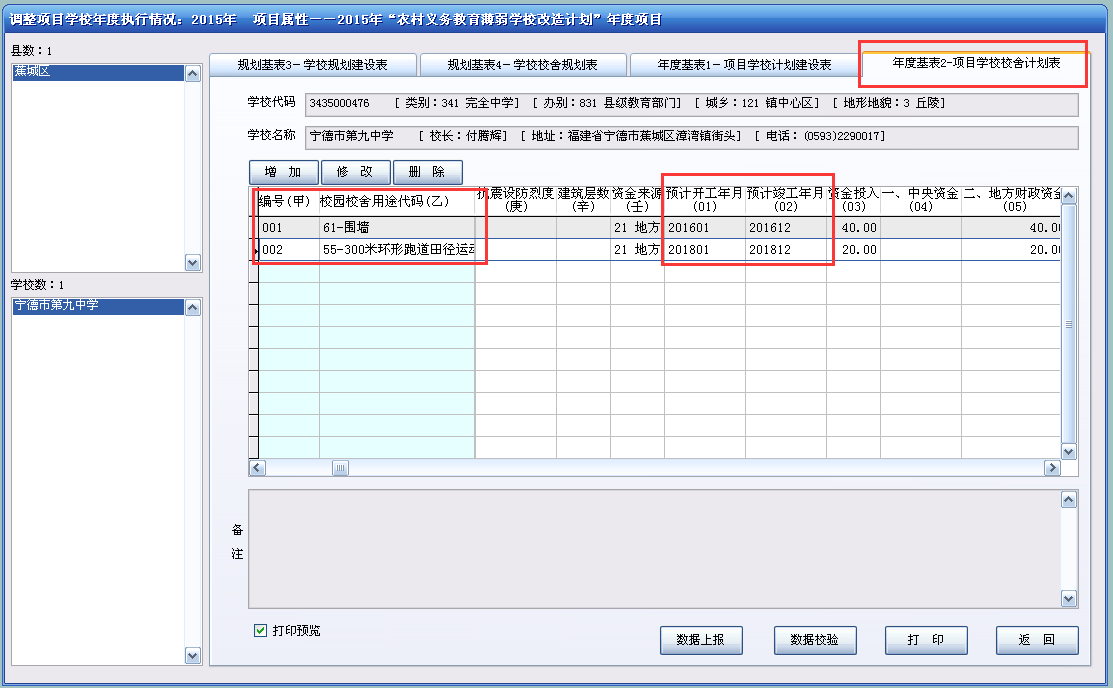 调整项目学校年度执行情况：2015年  项目属性－－2015年“农村义务教育薄弱学校改造计划”年度项目
县数：1
蕉城区
学校数：1
宁德市第九中学
规划基表3－学校规划建设表
规划基表4－学校校舍规划表
年度基表1－项目学校计划建设表
年度基表2-项目学校校舍计划表
学校代码 3435000476 [ 类别：341 完全中学] [ 办别：831 县级教育部门] [ 城乡：121 镇中心区] [ 地形地貌：3 丘陵]
学校名称 宁德市第九中学 [ 校长：付腾辉] [ 地址：福建省宁德市蕉城区漳湾镇街头] [ 电话：(0593)2290017]
增 加 修 改 删 除
编号(甲) 校园校舍用途代码(乙) 抗震设防烈度(庚) 建筑层数(辛) 资金来源(壬) 预计开工年月(01) 预计竣工年月(02) 资金投入(03) 一、中央资金(04) 二、地方财政资金(05)
001 61-围墙 21 地方 201601 201612 40.00 40.00
002 55-300米环形跑道田径运动 21 地方 201801 201812 20.00 20.00
备
注
打印预览
数据上报 数据校验 打 印 返 回